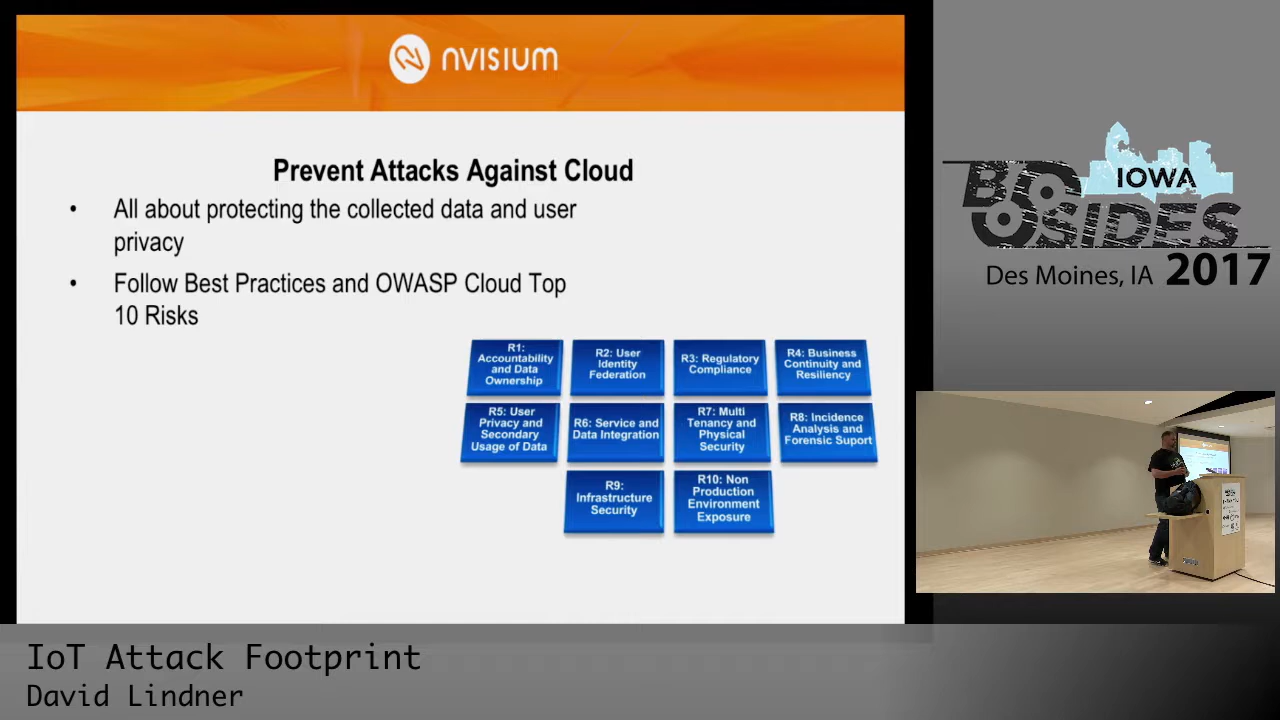 nVISIUM
Prevent Attacks Against Cloud
• All about protecting the collected data and user
privacy
• Follow Best Practices and OWASP Cloud Top
10 Risks
R1:
Accountability
and Data
Ownership
R2: User
Identity
Federation
R3: Regulatory
Compliance
R4: Business
Continuity and
Resiliency
R5: User
Privacy and
Secondary
Usage of Data
R6: Service and
Data Integration
R7: Multi
Tenancy and
Physical
Security
R8: Incidence
Analysis and
Forensic Suport
R9:
Infrastructure
Security
R10: Non
Production
Environment
Exposure
IOWA
BSIDES
Des Moines, IA 2017
IoT Attack Footprint
David Lindner